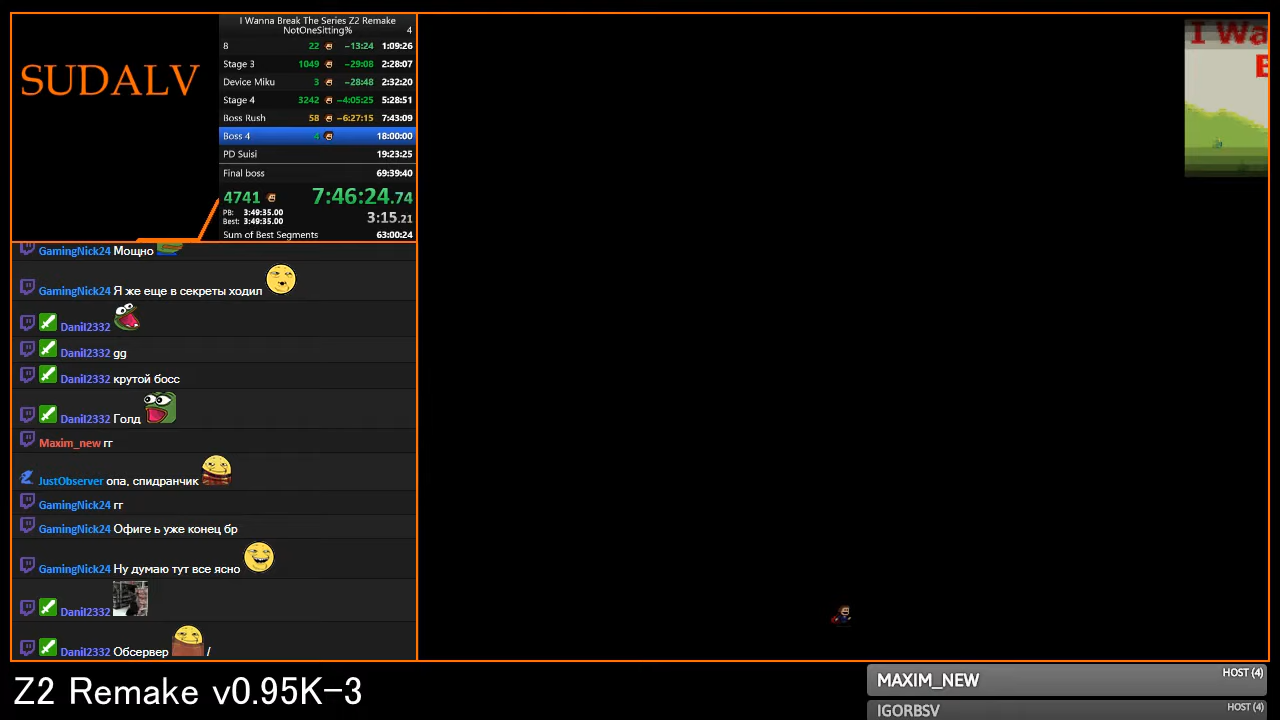 I Wanna Break The Series Z2 Remake
NotOneSitting% 4
8 22 −13:24 1:09:26
Stage 3 1049 −29:08 2:28:07
Device Miku 3 −28:48 2:32:20
Stage 4 3242 −4:05:25 5:28:51
Boss Rush 58 −6:27:15 7:43:09
Boss 4 4 18:00:00
PD Suisi 19:23:25
Final boss 69:39:40
4741 7:46:24.74
PB: 3:49:35.00
Best: 3:49:35.00
3:15.21
Sum of Best Segments 63:00:24
SUDALV
GamingNick24 Мощно
GamingNick24 Я же еще в секреты ходил
Danil2332
Danil2332 gg
Danil2332 крутой босс
Danil2332 Голд
Maxim_new гг
JustObserver опа, спидранчик
GamingNick24 гг
GamingNick24 Офиге ь уже конец бр
GamingNick24 Ну думаю тут все ясно
Danil2332
Danil2332 Обсервер /
I Wa
E
Z2 Remake v0.95K-3
MAXIM_NEW HOST (4)
IGORBSV HOST (4)